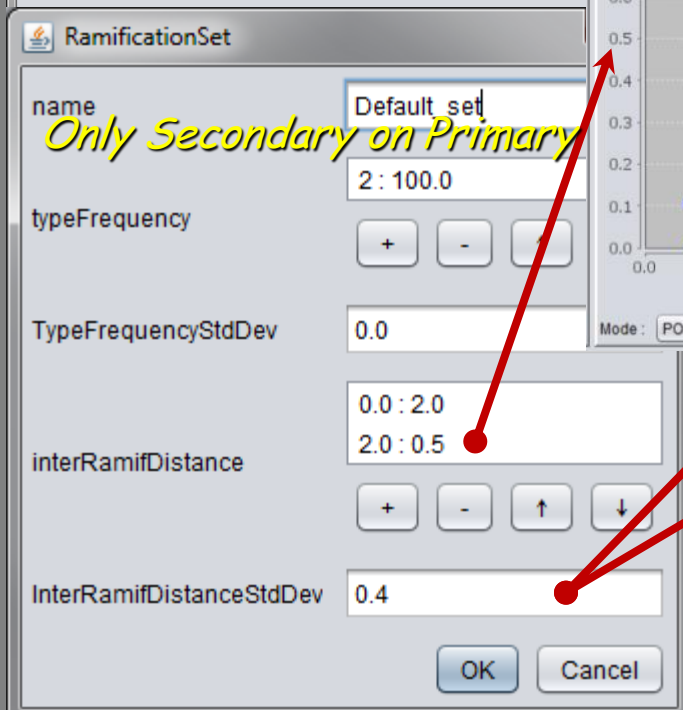 RamificationSet
name
Default_set
Only Secondary on Primary
2 : 100.0
typeFrequency
+ -
TypeFrequencyStdDev
0.0
0.0 : 2.0
2.0 : 0.5
interRamifDistance
+ - ↑ ↓
InterRamifDistanceStdDev
0.4
OK Cancel
0.5
0.4
0.3
0.2
0.1
0.0
0.0
Mode : PO